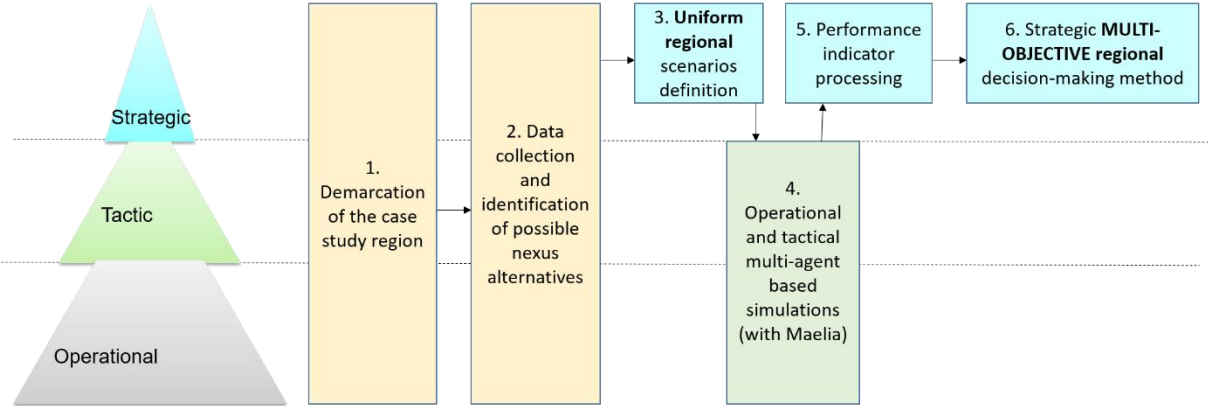 Strategic
Tactic
Operational
1.
Demarcation
of the case
study region
2. Data
collection
and
identification
of possible
nexus
alternatives
3. Uniform
regional
scenarios
definition
4.
Operational
and tactical
multi-agent
based
simulations
(with Maelia)
5. Performance
indicator
processing
6. Strategic MULTI-
OBJECTIVE regional
decision-making method